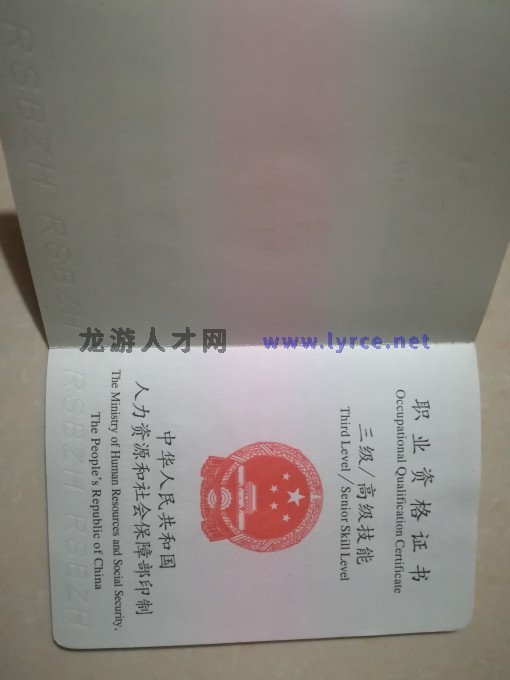 职业资格证书
Occupational Qualification Certificate
三级/高级技能
Third Level/Senior Skill Level
中华人民共和国
人力资源和社会保障部印制
The Ministry of Human Resources and Social Security,
The People's Republic of China
龙游人才网 www.lyrce.net
RSBZH RSBZH
RSBZH RSBZH